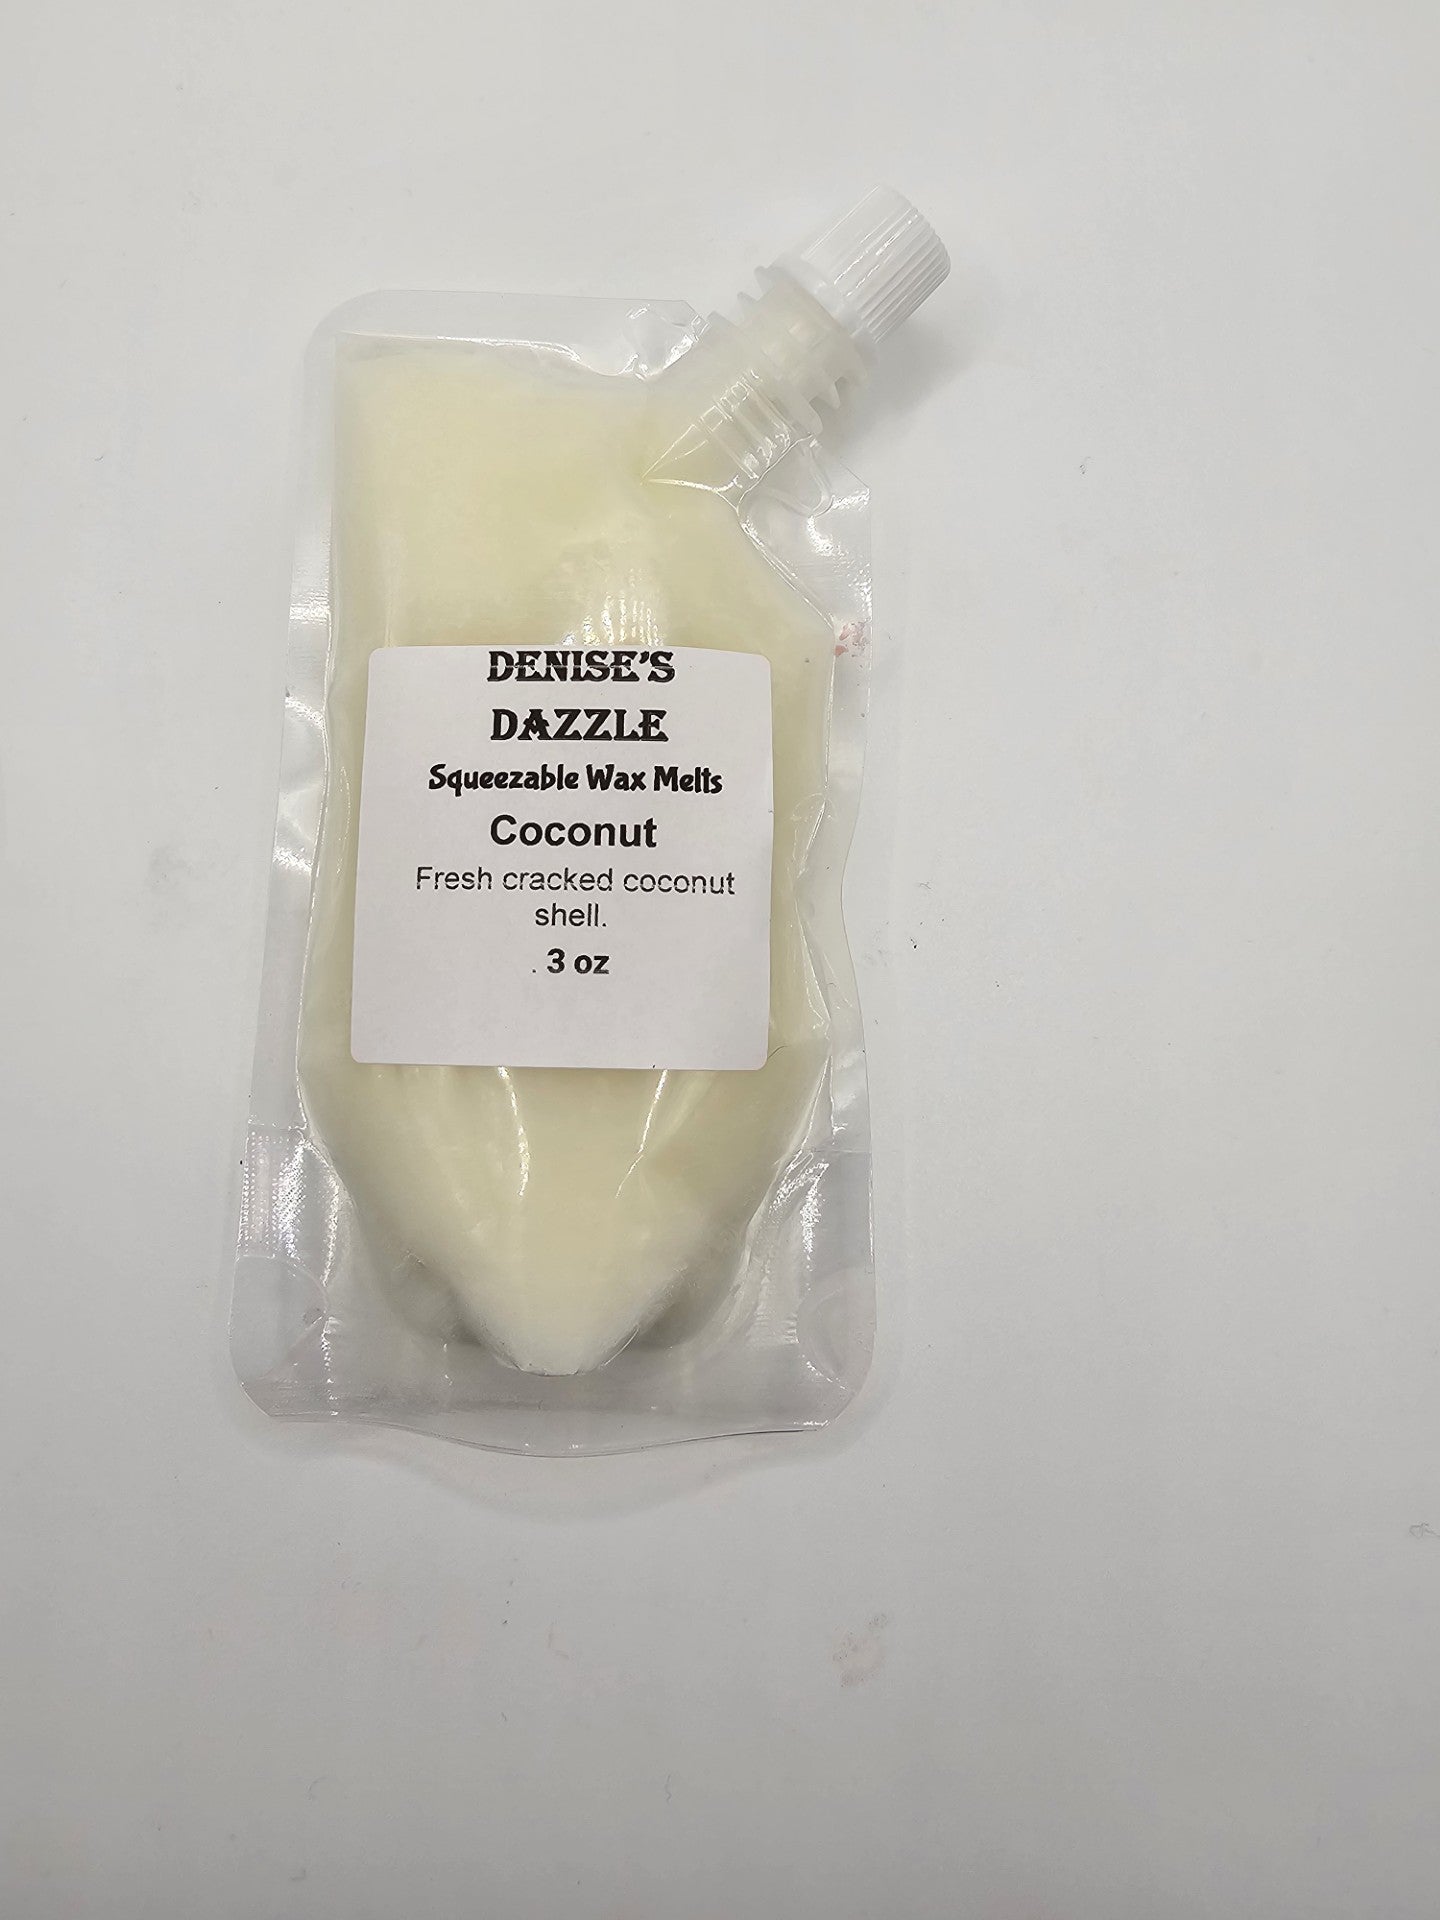 DENISE'S
DAZZLE
Squeezable Wax Melts
Coconut
Fresh cracked coconut
shell.
. 3 oz